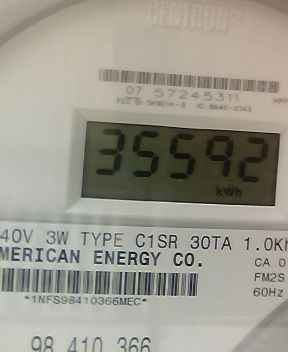 CENTRON®
07 57245311
35592
kWh
40V 3W TYPE C1SR 30TA 1.0Kh
MERICAN ENERGY CO.
CA 0
FM2S
60Hz
*1NFS98410366MEC*
98 410 366